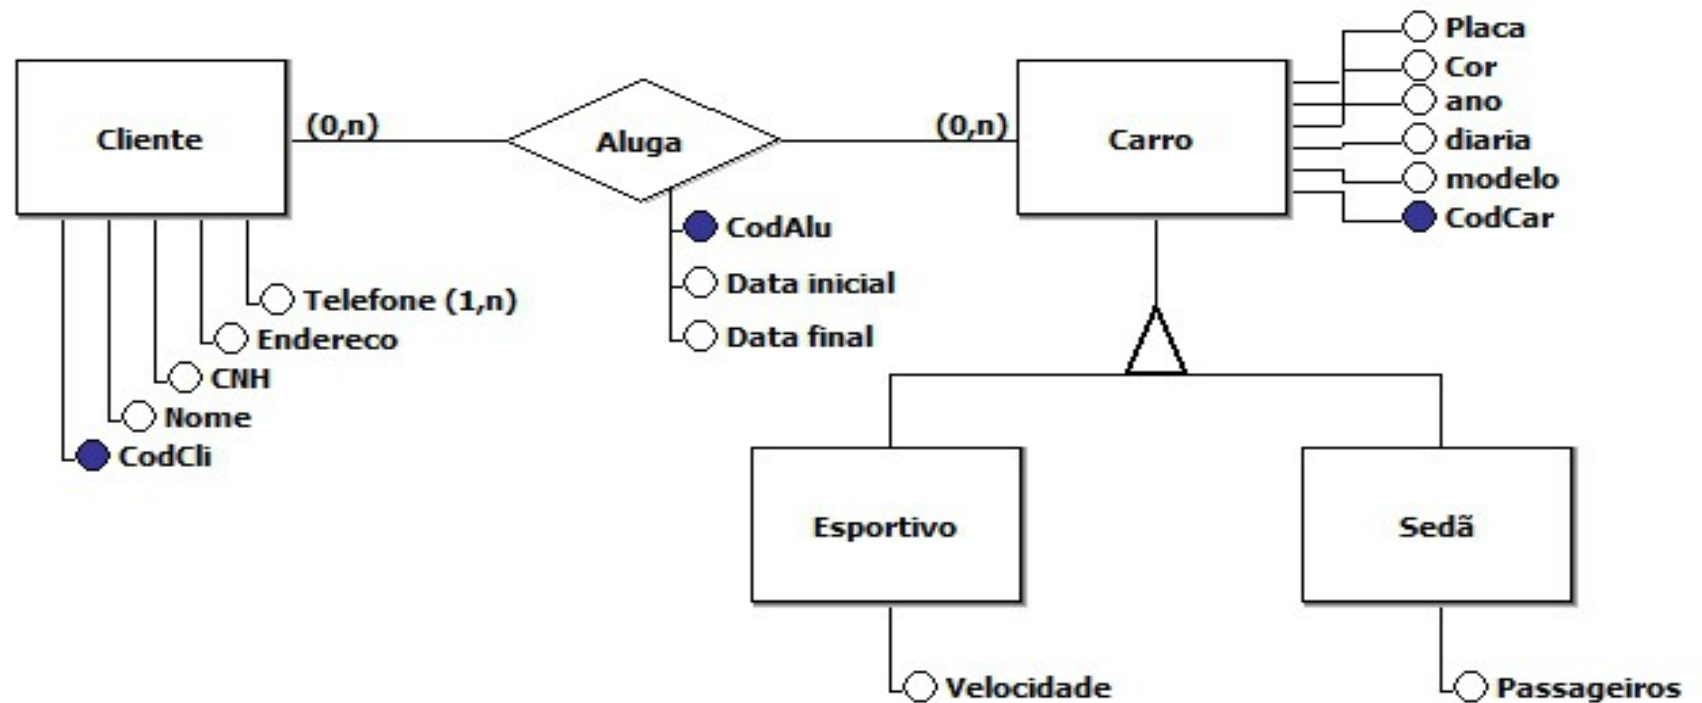 Cliente
(0,n)
Aluga
(0,n)
Carro
Placa
Cor
ano
diaria
modelo
CodCar
CodAlu
Data inicial
Data final
Telefone (1,n)
Endereco
CNH
Nome
CodCli
Esportivo
Sedã
Velocidade
Passageiros